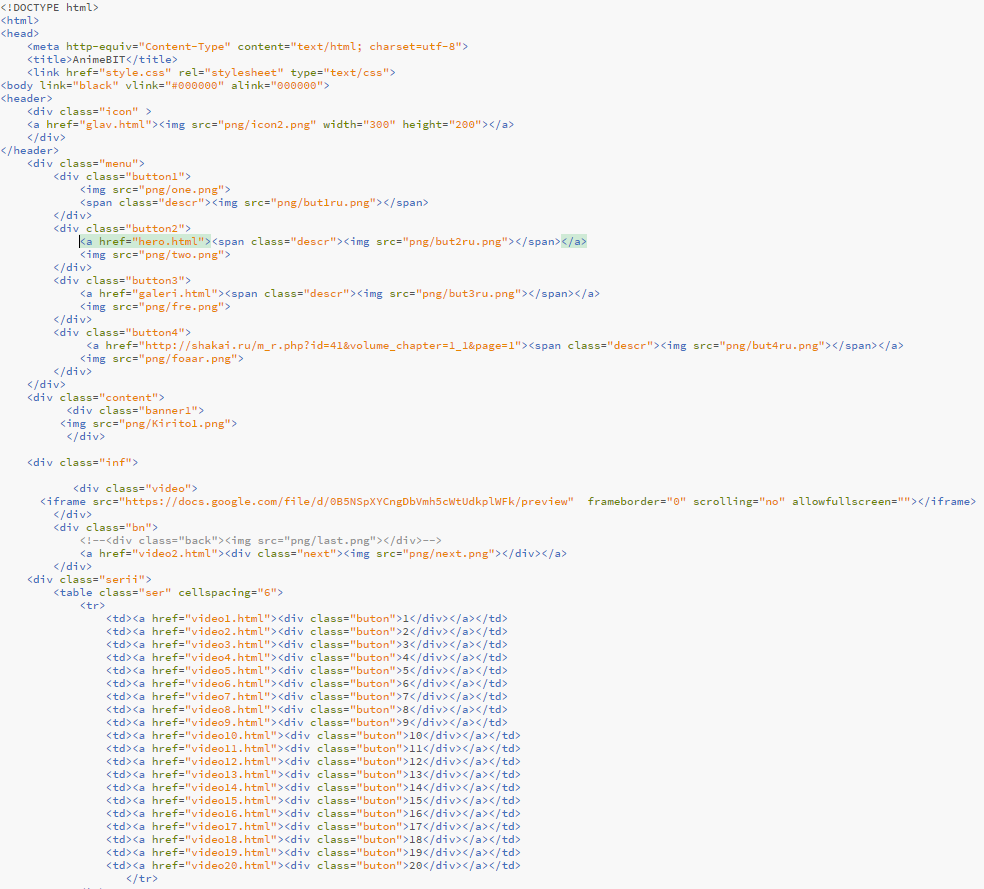 <!DOCTYPE html>
<html>
<head>
<meta http-equiv="Content-Type" content="text/html; charset=utf-8">
<title>AnimeBIT</title>
<link href="style.css" rel="stylesheet" type="text/css">
<body link="black" vlink="#000000" alink="000000">
<header>
<div class="icon" >
<a href="glav.html"><img src="png/icon2.png" width="300" height="200"></a>
</div>
</header>
<div class="menu">
<div class="button1">
<img src="png/one.png">
<span class="descr"><img src="png/but1ru.png"></span>
</div>
<div class="button2">
<a href="hero.html"><span class="descr"><img src="png/but2ru.png"></span></a>
<img src="png/two.png">
</div>
<div class="button3">
<a href="galeri.html"><span class="descr"><img src="png/but3ru.png"></span></a>
<img src="png/fre.png">
</div>
<div class="button4">
<a href="http://shakai.ru/m_r.php?id=41&volume_chapter=1_1&page=1"><span class="descr"><img src="png/but4ru.png"></span></a>
<img src="png/foaar.png">
</div>
</div>
<div class="content">
<div class="banner1">
<img src="png/Kirito1.png">
</div>
<div class="inf">
<div class="video">
<iframe src="https://docs.google.com/file/d/0B5NSpXYCngDbVmh5cWtUdkplWFk/preview"  frameborder="0" scrolling="no" allowfullscreen=""></iframe>
</div>
<div class="bn">
<!--<div class="back"><img src="png/last.png"></div>-->
<a href="video2.html"><div class="next"><img src="png/next.png"></div></a>
</div>
<div class="serii">
<table class="ser" cellspacing="6">
<tr>
<td><a href="video1.html"><div class="buton">1</div></a></td>
<td><a href="video2.html"><div class="buton">2</div></a></td>
<td><a href="video3.html"><div class="buton">3</div></a></td>
<td><a href="video4.html"><div class="buton">4</div></a></td>
<td><a href="video5.html"><div class="buton">5</div></a></td>
<td><a href="video6.html"><div class="buton">6</div></a></td>
<td><a href="video7.html"><div class="buton">7</div></a></td>
<td><a href="video8.html"><div class="buton">8</div></a></td>
<td><a href="video9.html"><div class="buton">9</div></a></td>
<td><a href="video10.html"><div class="buton">10</div></a></td>
<td><a href="video11.html"><div class="buton">11</div></a></td>
<td><a href="video12.html"><div class="buton">12</div></a></td>
<td><a href="video13.html"><div class="buton">13</div></a></td>
<td><a href="video14.html"><div class="buton">14</div></a></td>
<td><a href="video15.html"><div class="buton">15</div></a></td>
<td><a href="video16.html"><div class="buton">16</div></a></td>
<td><a href="video17.html"><div class="buton">17</div></a></td>
<td><a href="video18.html"><div class="buton">18</div></a></td>
<td><a href="video19.html"><div class="buton">19</div></a></td>
<td><a href="video20.html"><div class="buton">20</div></a></td>
</tr>